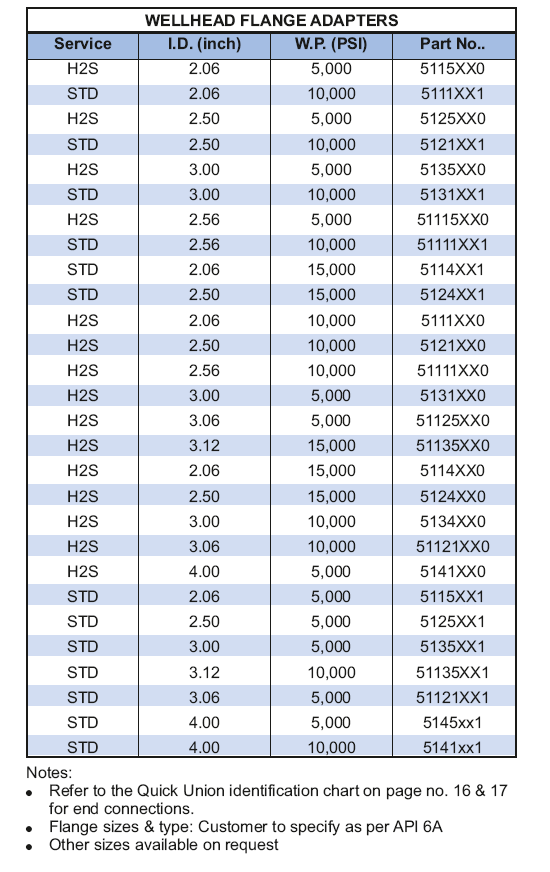 WELLHEAD FLANGE ADAPTERS
Service I.D. (inch) W.P. (PSI) Part No..
H2S 2.06 5,000 5115XX0
STD 2.06 10,000 5111XX1
H2S 2.50 5,000 5125XX0
STD 2.50 10,000 5121XX1
H2S 3.00 5,000 5135XX0
STD 3.00 10,000 5131XX1
H2S 2.56 5,000 51115XX0
STD 2.56 10,000 51111XX1
STD 2.06 15,000 5114XX1
STD 2.50 15,000 5124XX1
H2S 2.06 10,000 5111XX0
H2S 2.50 10,000 5121XX0
H2S 2.56 10,000 51111XX0
H2S 3.00 5,000 5131XX0
H2S 3.06 5,000 51125XX0
H2S 3.12 15,000 51135XX0
H2S 2.06 15,000 5114XX0
H2S 2.50 15,000 5124XX0
H2S 3.00 10,000 5134XX0
H2S 3.06 10,000 51121XX0
H2S 4.00 5,000 5141XX0
STD 2.06 5,000 5115XX1
STD 2.50 5,000 5125XX1
STD 3.00 5,000 5135XX1
STD 3.12 10,000 51135XX1
STD 3.06 5,000 51121XX1
STD 4.00 5,000 5145xx1
STD 4.00 10,000 5141xx1
Notes:
• Refer to the Quick Union identification chart on page no. 16 & 17
for end connections.
• Flange sizes & type: Customer to specify as per API 6A
• Other sizes available on request